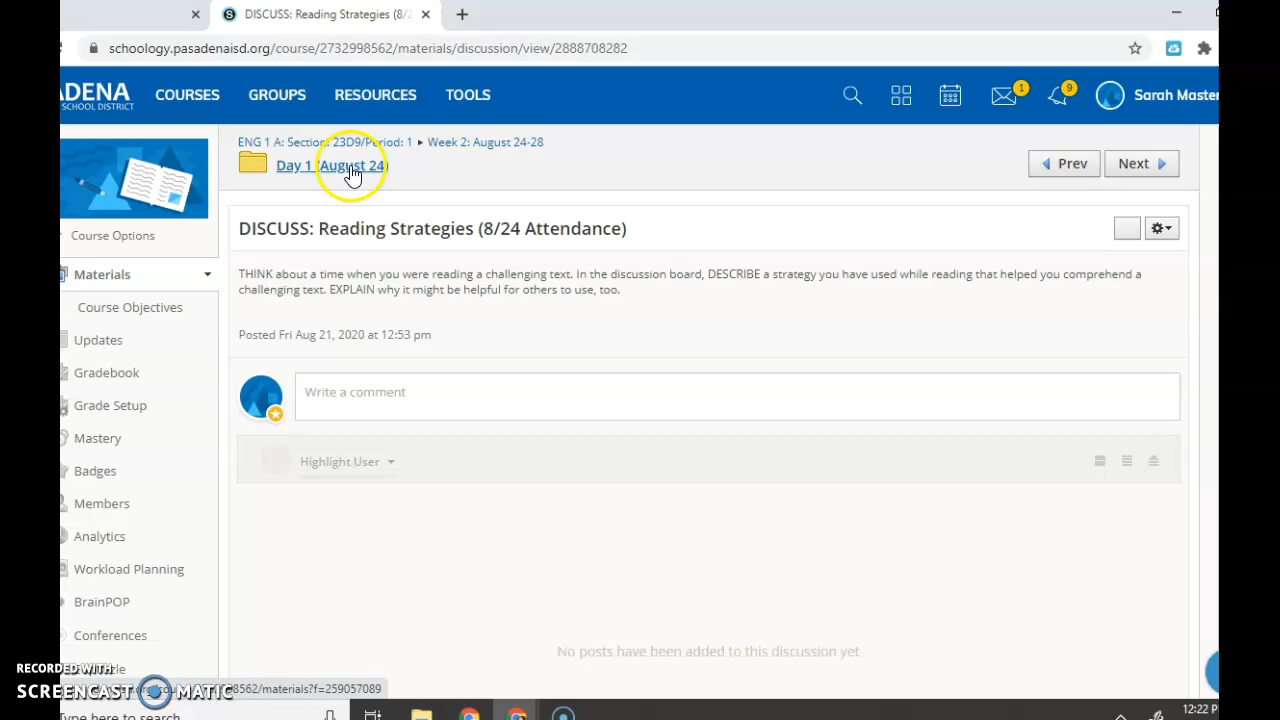 DISCUSS: Reading Strategies (8/2
schoology.pasadenaisd.org/course/2732998562/materials/discussion/view/2888708282
ADENA
SCHOOL DISTRICT
COURSES
GROUPS
RESOURCES
TOOLS
1
9
Sarah Master
ENG 1 A: Section: 23D9/Period: 1 ▸ Week 2: August 24-28
Day 1 (August 24)
Prev
Next
DISCUSS: Reading Strategies (8/24 Attendance)
THINK about a time when you were reading a challenging text. In the discussion board, DESCRIBE a strategy you have used while reading that helped you comprehend a
challenging text. EXPLAIN why it might be helpful for others to use, too.
Posted Fri Aug 21, 2020 at 12:53 pm
Write a comment
Highlight User
No posts have been added to this discussion yet
Course Options
Materials
Course Objectives
Updates
Gradebook
Grade Setup
Mastery
Badges
Members
Analytics
Workload Planning
BrainPOP
Conferences
RECORDED WITH
SCREENCAST MATIC
8562/materials?f=259057089
Type here to search
12:22 P